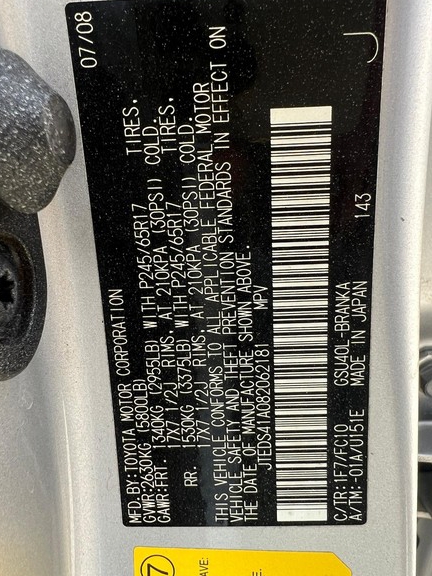 MFD.BY:TOYOTA MOTOR CORPORATION 07/08
GVWR:2630KG (5800LB)
GAWR:FRT. 1340KG (2955LB) WITH P245/65R17 TIRES.
17X7 1/2J RIMS, AT 210KPA (30PSI) COLD.
RR. 1530KG (3375LB) WITH P245/65R17 TIRES.
17X7 1/2J RIMS, AT 210KPA (30PSI) COLD.
THIS VEHICLE CONFORMS TO ALL APPLICABLE FEDERAL MOTOR
VEHICLE SAFETY AND THEFT PREVENTION STANDARDS IN EFFECT ON
THE DATE OF MANUFACTURE SHOWN ABOVE.
JTEDS41A082062181 MPV
C/TR:1F7/FC10 GSU40L-BRANKA
A/TM:-01A/U151E MADE IN JAPAN 143 J
7
AVE: